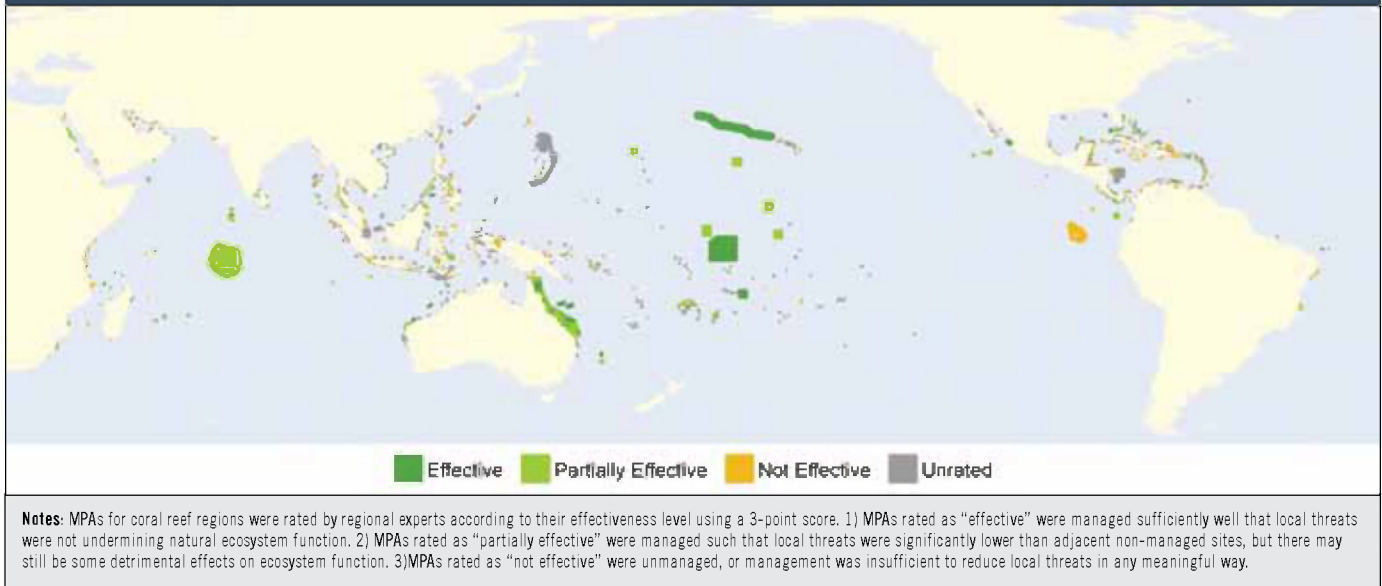 Effective Partially Effective Not Effective Unrated
Notes: MPAs for coral reef regions were rated by regional experts according to their effectiveness level using a 3-point score. 1) MPAs rated as “effective” were managed sufficiently well that local threats
were not undermining natural ecosystem function. 2) MPAs rated as “partially effective” were managed such that local threats were significantly lower than adjacent non-managed sites, but there may
still be some detrimental effects on ecosystem function. 3)MPAs rated as “not effective” were unmanaged, or management was insufficient to reduce local threats in any meaningful way.